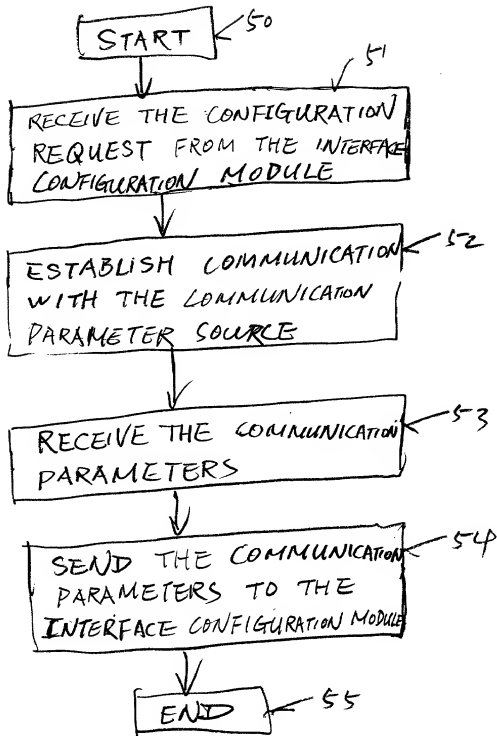 START
50
51
RECEIVE THE CONFIGURATION
REQUEST FROM THE INTERFACE
CONFIGURATION MODULE
52
ESTABLISH COMMUNICATION
WITH THE COMMUNICATION
PARAMETER SOURCE
53
RECEIVE THE COMMUNICATION
PARAMETERS
54
SEND THE COMMUNICATION
PARAMETERS TO THE
INTERFACE CONFIGURATION MODULE
END
55